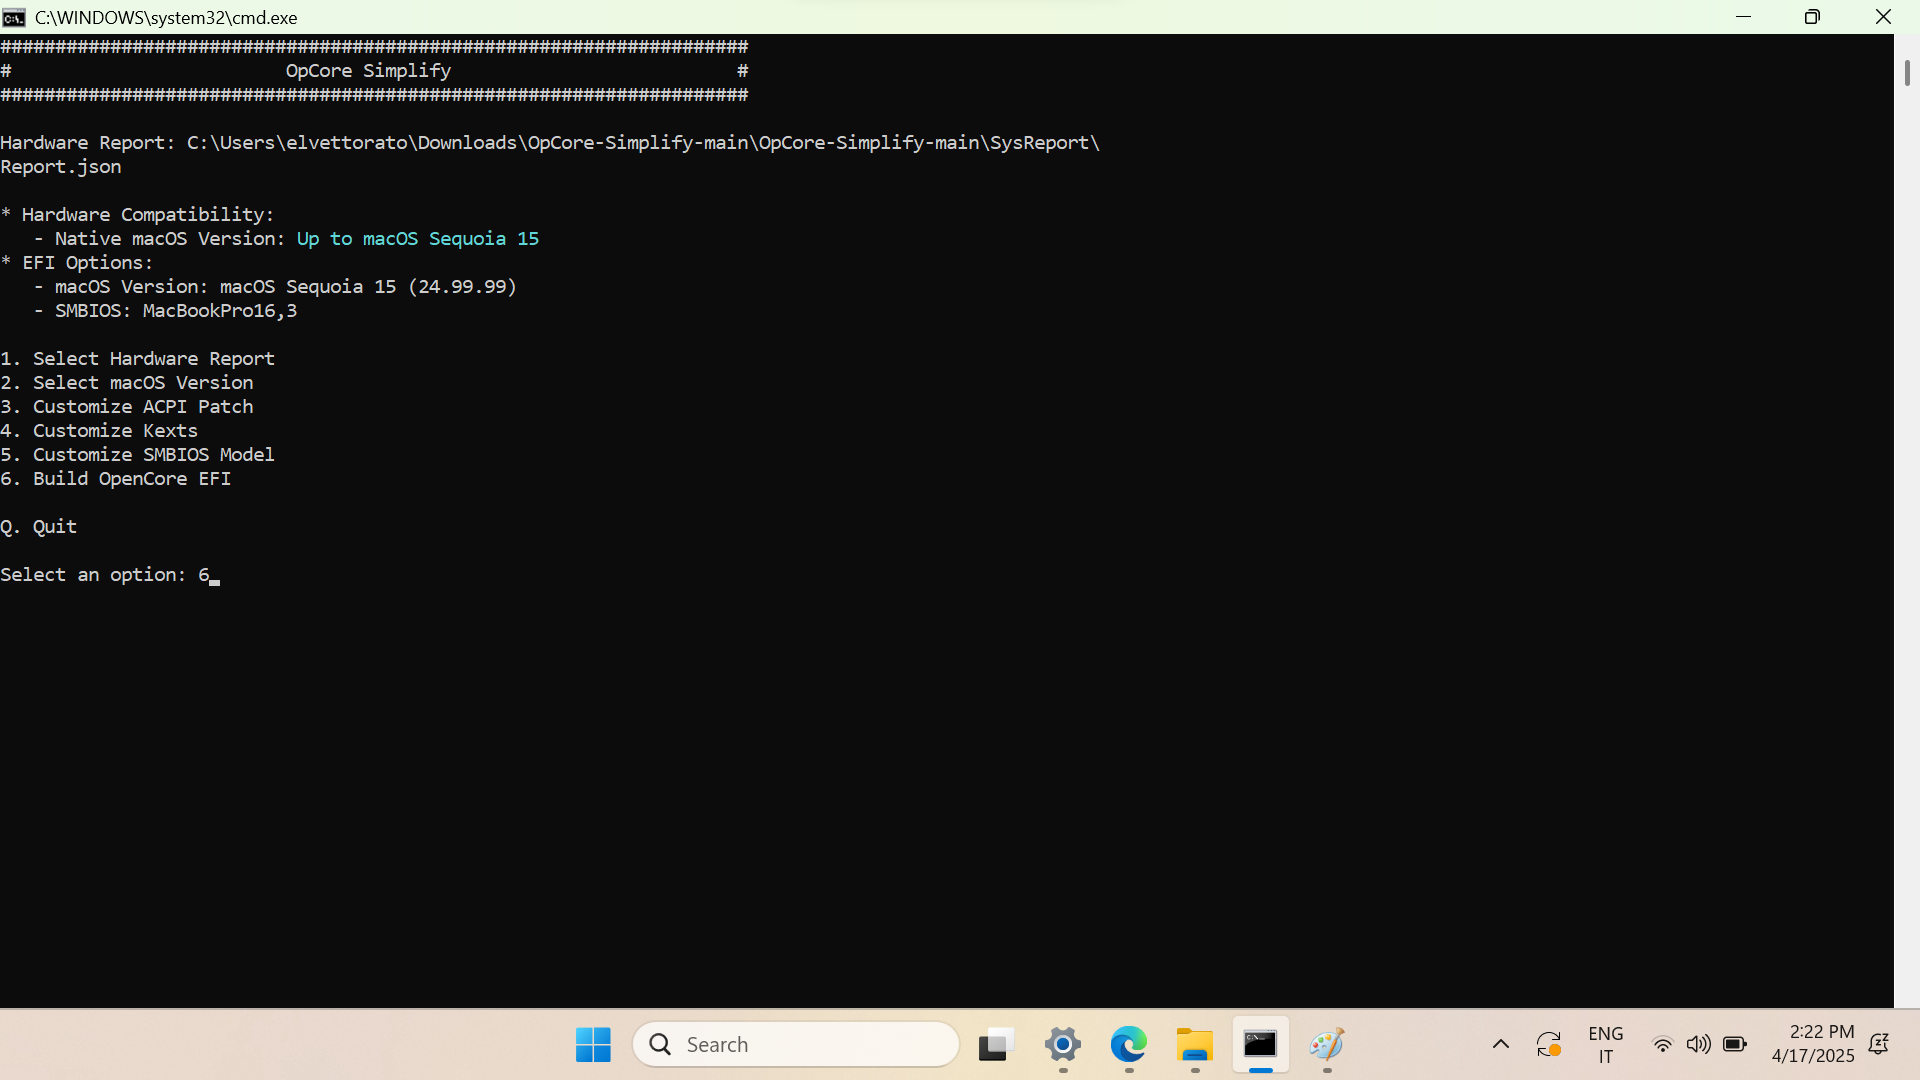 C:\WINDOWS\system32\cmd.exe
####################################################################
# OpCore Simplify #
####################################################################
Hardware Report: C:\Users\elvettorato\Downloads\OpCore-Simplify-main\OpCore-Simplify-main\SysReport\
Report.json
* Hardware Compatibility:
- Native macOS Version: Up to macOS Sequoia 15
* EFI Options:
- macOS Version: macOS Sequoia 15 (24.99.99)
- SMBIOS: MacBookPro16,3
1. Select Hardware Report
2. Select macOS Version
3. Customize ACPI Patch
4. Customize Kexts
5. Customize SMBIOS Model
6. Build OpenCore EFI
Q. Quit
Select an option: 6_
Search
ENG
IT
2:22 PM
4/17/2025